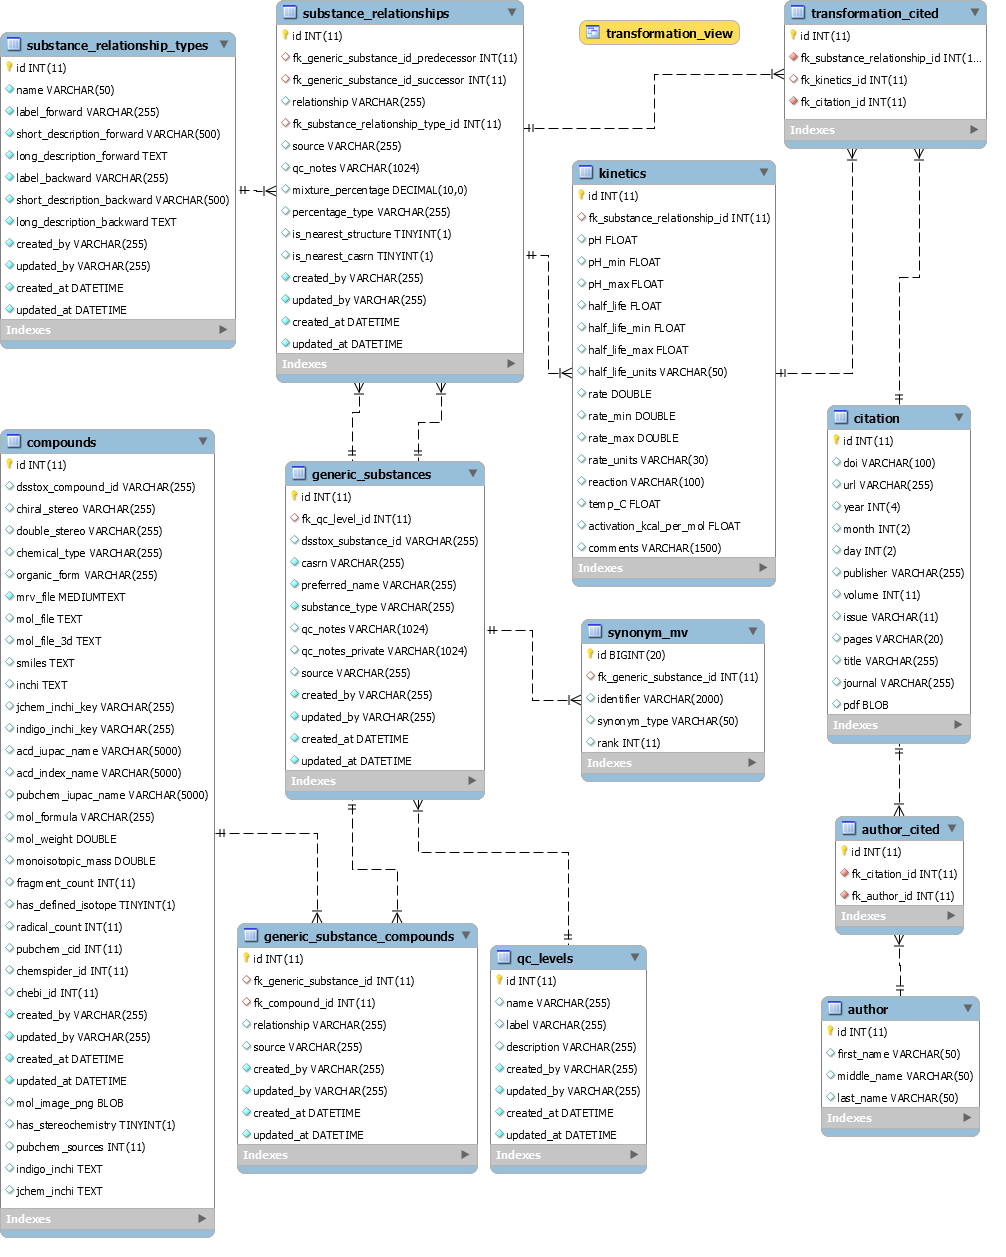 substance_relationship_types
id INT(11)
name VARCHAR(50)
label_forward VARCHAR(255)
short_description_forward VARCHAR(500)
long_description_forward TEXT
label_backward VARCHAR(255)
short_description_backward VARCHAR(500)
long_description_backward TEXT
created_by VARCHAR(255)
updated_by VARCHAR(255)
created_at DATETIME
updated_at DATETIME
Indexes
substance_relationships
id INT(11)
fk_generic_substance_id_predecessor INT(11)
fk_generic_substance_id_successor INT(11)
relationship VARCHAR(255)
fk_substance_relationship_type_id INT(11)
source VARCHAR(255)
qc_notes VARCHAR(1024)
mixture_percentage DECIMAL(10,0)
percentage_type VARCHAR(255)
is_nearest_structure TINYINT(1)
is_nearest_casrn TINYINT(1)
created_by VARCHAR(255)
updated_by VARCHAR(255)
created_at DATETIME
updated_at DATETIME
Indexes
transformation_view
transformation_cited
id INT(11)
fk_substance_relationship_id INT(1...
fk_kinetics_id INT(11)
fk_citation_id INT(11)
Indexes
kinetics
id INT(11)
fk_substance_relationship_id INT(11)
pH FLOAT
pH_min FLOAT
pH_max FLOAT
half_life FLOAT
half_life_min FLOAT
half_life_max FLOAT
half_life_units VARCHAR(50)
rate DOUBLE
rate_min DOUBLE
rate_max DOUBLE
rate_units VARCHAR(30)
reaction VARCHAR(100)
temp_C FLOAT
activation_kcal_per_mol FLOAT
comments VARCHAR(1500)
Indexes
compounds
id INT(11)
dsstox_compound_id VARCHAR(255)
chiral_stereo VARCHAR(255)
double_stereo VARCHAR(255)
chemical_type VARCHAR(255)
organic_form VARCHAR(255)
mrv_file MEDIUMTEXT
mol_file TEXT
mol_file_3d TEXT
smiles TEXT
inchi TEXT
jchem_inchi_key VARCHAR(255)
indigo_inchi_key VARCHAR(255)
acd_iupac_name VARCHAR(5000)
acd_index_name VARCHAR(5000)
pubchem_iupac_name VARCHAR(5000)
mol_formula VARCHAR(255)
mol_weight DOUBLE
monoisotopic_mass DOUBLE
fragment_count INT(11)
has_defined_isotope TINYINT(1)
radical_count INT(11)
pubchem_cid INT(11)
chemspider_id INT(11)
chebi_id INT(11)
created_by VARCHAR(255)
updated_by VARCHAR(255)
created_at DATETIME
updated_at DATETIME
mol_image_png BLOB
has_stereochemistry TINYINT(1)
pubchem_sources INT(11)
indigo_inchi TEXT
jchem_inchi TEXT
Indexes
generic_substances
id INT(11)
fk_qc_level_id INT(11)
dsstox_substance_id VARCHAR(255)
casrn VARCHAR(255)
preferred_name VARCHAR(255)
substance_type VARCHAR(255)
qc_notes VARCHAR(1024)
qc_notes_private VARCHAR(1024)
source VARCHAR(255)
created_by VARCHAR(255)
updated_by VARCHAR(255)
created_at DATETIME
updated_at DATETIME
Indexes
synonym_mv
id BIGINT(20)
fk_generic_substance_id INT(11)
identifier VARCHAR(2000)
synonym_type VARCHAR(50)
rank INT(11)
Indexes
citation
id INT(11)
doi VARCHAR(100)
url VARCHAR(255)
year INT(4)
month INT(2)
day INT(2)
publisher VARCHAR(255)
volume INT(11)
issue VARCHAR(11)
pages VARCHAR(20)
title VARCHAR(255)
journal VARCHAR(255)
pdf BLOB
Indexes
author_cited
id INT(11)
fk_citation_id INT(11)
fk_author_id INT(11)
Indexes
generic_substance_compounds
id INT(11)
fk_generic_substance_id INT(11)
fk_compound_id INT(11)
relationship VARCHAR(255)
source VARCHAR(255)
created_by VARCHAR(255)
updated_by VARCHAR(255)
created_at DATETIME
updated_at DATETIME
Indexes
qc_levels
id INT(11)
name VARCHAR(255)
label VARCHAR(255)
description VARCHAR(255)
created_by VARCHAR(255)
updated_by VARCHAR(255)
created_at DATETIME
updated_at DATETIME
Indexes
author
id INT(11)
first_name VARCHAR(50)
middle_name VARCHAR(50)
last_name VARCHAR(50)
Indexes